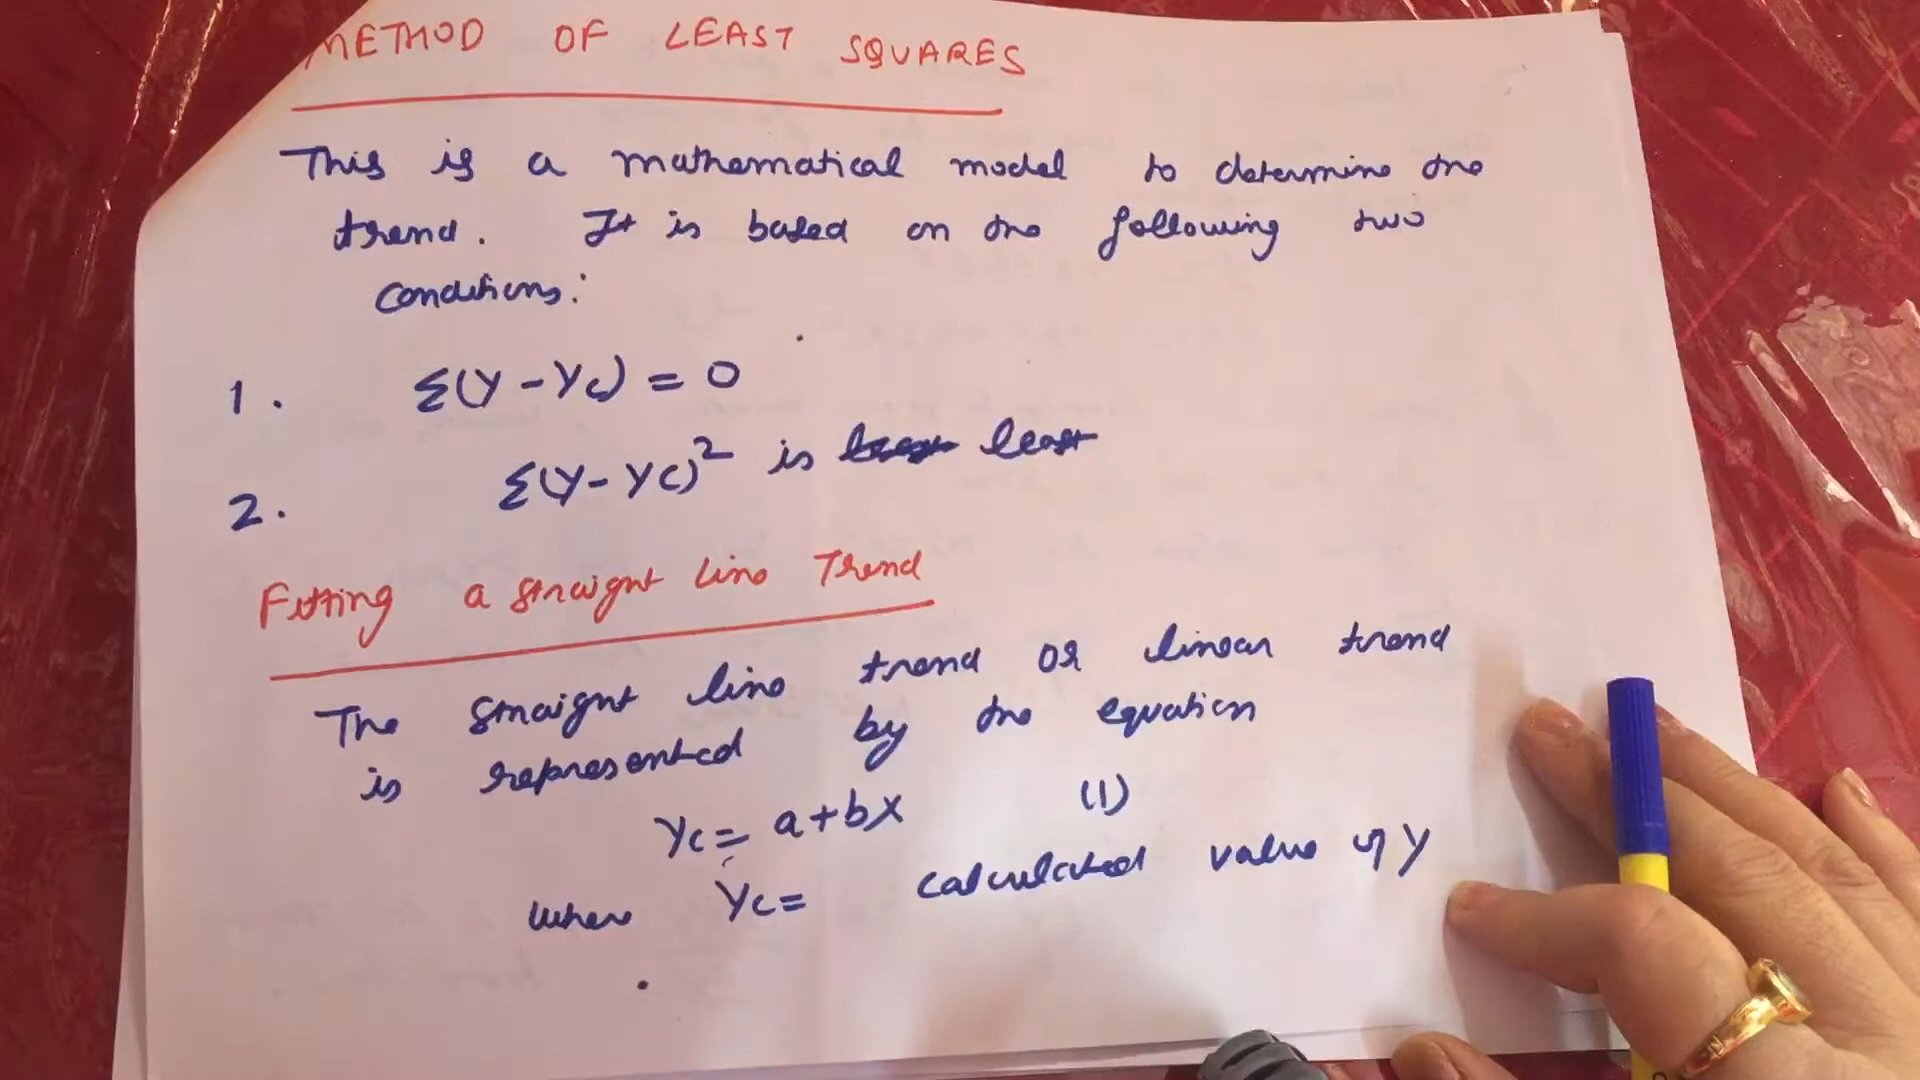 METHOD OF LEAST SQUARES
This is a mathematical model to determine the
trend. It is based on the following two
conditions:
1. Σ(Y-Yc) = 0
2. Σ(Y-Yc)² is least
Fitting a straight line Trend
The straight line trend or linear trend
is represented by the equation
Yc = a+bx (1)
where Yc = calculated value of Y